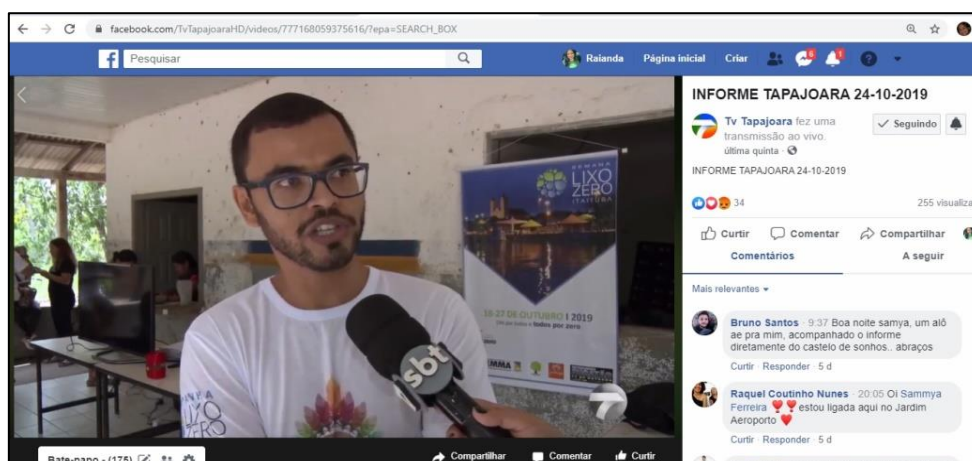 facebook.com/TvTapajoaraHD/videos/777168059375616/?epa=SEARCH_BOX
Pesquisar
Raianda
Página inicial
Criar
LIXO
ZERO
ITAITUBA
18-27 DE OUTUBRO | 2019
EMMA
LIXO
ZERO
sbt
7
Bate-papo - (175)
Compartilhar
Comentar
Curtir
INFORME TAPAJOARA 24-10-2019
Tv Tapajoara fez uma
transmissão ao vivo.
última quinta ·
Seguindo
INFORME TAPAJOARA 24-10-2019
34
255 visualiza
Curtir
Comentar
Compartilhar
Comentários
A seguir
Mais relevantes
Bruno Santos · 9:37 Boa noite samya, um alô
ae pra mim, acompanhado o informe
diretamente do castelo de sonhos.. abraços
Curtir · Responder · 5 d
Raquel Coutinho Nunes · 20:05 Oi Sammya
Ferreira ❣️❣️ estou ligada aqui no Jardim
Aeroporto ❤️
Curtir · Responder · 5 d